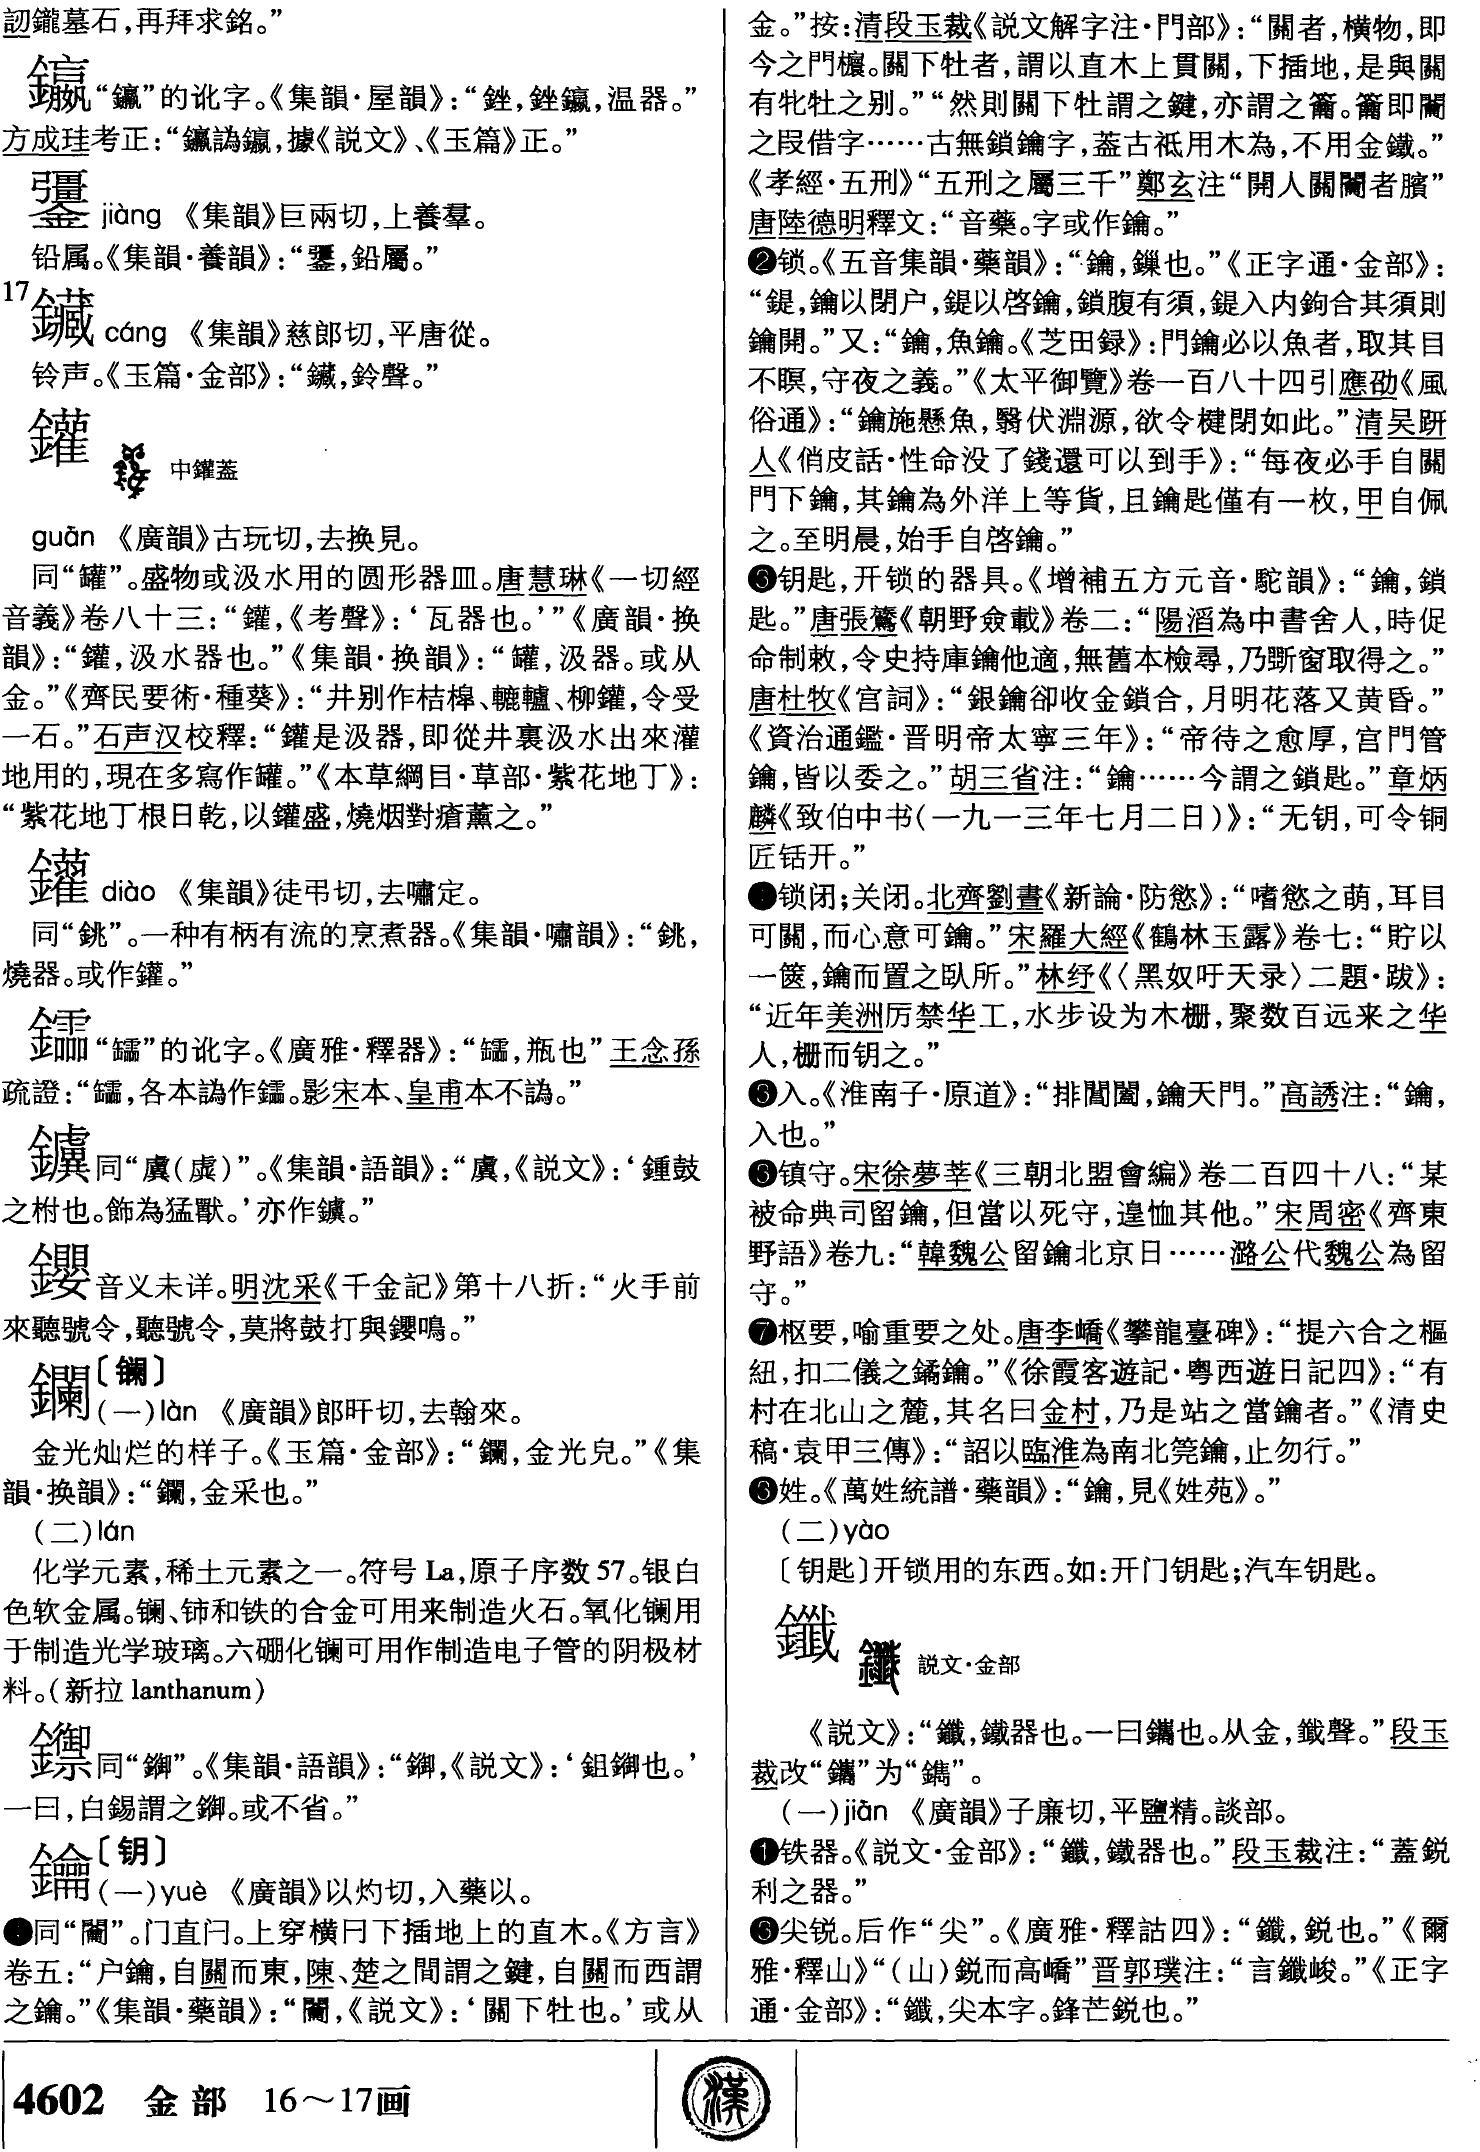 訒鑨墓石，再拜求銘。”
“鑩”的讹字。《集韻·屋韻》：“銼，銼鑩，温器。”
方成珪考正：“鑩譌鑩，據《説文》、《玉篇》正。”
jiàng 《集韻》巨兩切，上養羣。
铅属。《集韻·養韻》：“，鉛屬。”
17
鑶 cáng 《集韻》慈郎切，平唐從。
铃声。《玉篇·金部》：“鑶，鈴聲。”
鑵 中鑵蓋
guàn 《廣韻》古玩切，去换見。
同“罐”。盛物或汲水用的圆形器皿。唐慧琳《一切經
音義》卷八十三：“鑵，《考聲》：‘瓦器也。’”《廣韻·换
韻》：“鑵，汲水器也。”《集韻·换韻》：“罐，汲器。或从
金。”《齊民要術·種葵》：“井别作桔槔、轆轤、柳鑵，令受
一石。”石声汉校釋：“鑵是汲器，即從井裏汲水出來灌
地用的，現在多寫作罐。”《本草綱目·草部·紫花地丁》：
“紫花地丁根日乾，以鑵盛，燒烟對瘡薰之。”
diào 《集韻》徒弔切，去嘯定。
同“銚”。一种有柄有流的烹煮器。《集韻·嘯韻》：“銚，
燒器。或作。”
“”的讹字。《廣雅·釋器》：“，瓶也”王念孫
疏證：“，各本譌作。影宋本、皇甫本不譌。”
鐻同“虡（虚）”。《集韻·語韻》：“虡，《説文》：‘鍾鼓
之柎也。飾為猛獸。’亦作。”
音义未详。明沈采《千金記》第十八折：“火手前
來聽號令，聽號令，莫將鼓打與鳴。”
鑭〔镧〕
（一）làn 《廣韻》郎旰切，去翰來。
金光灿烂的样子。《玉篇·金部》：“鑭，金光皃。”《集
韻·换韻》：“鑭，金采也。”
（二）lán
化学元素，稀土元素之一。符号 La，原子序数 57。银白
色软金属。镧、铈和铁的合金可用来制造火石。氧化镧用
于制造光学玻璃。六硼化镧可用作制造电子管的阴极材
料。（新拉 lanthanum）
同“鋤”。《集韻·語韻》：“，《説文》：‘鉏也。’
一曰，白錫謂之。或不省。”
鑰〔钥〕
（一）yuè 《廣韻》以灼切，入藥以。
❶同“闟”。门直闩。上穿横闩下插地上的直木。《方言》
卷五：“户鑰，自關而東，陳、楚之間謂之鍵，自關而西謂
之鑰。”《集韻·藥韻》：“闟，《説文》：‘關下牡也。’或从
金。”按：清段玉裁《説文解字注·門部》：“關者，横物，即
今之門櫎。關下牡者，謂以直木上貫關，下插地，是與關
有牝牡之别。”“然則關下牡謂之鍵，亦謂之籥。籥即
之叚借字……古無鎖鑰字，蓋古祇用木為，不用金鐵。”
《孝經·五刑》“五刑之屬三千”鄭玄注“開人關者臏”
唐陸德明釋文：“音藥。字或作鑰。”
❷锁。《五音集韻·藥韻》：“鑰，鏁也。”《正字通·金部》：
“鍉，鑰以閉户，鍉以啓鑰，鎖腹有須，鍉入内鉤合其須則
鑰開。”又：“鑰，魚鑰。《芝田録》：門鑰必以魚者，取其目
不瞑，守夜之義。”《太平御覽》卷一百八十四引應劭《風
俗通》：“鑰施懸魚，翳伏淵源，欲令楗閉如此。”清吴趼
人《俏皮話·性命没了錢還可以到手》：“每夜必手自關
門下鑰，其鑰為外洋上等貨，且鑰匙僅有一枚，甲自佩
之。至明晨，始手自啓鑰。”
❸钥匙，开锁的器具。《增補五方元音·駝韻》：“鑰，鎖
匙。”唐張鷟《朝野僉載》卷二：“陽滔為中書舍人，時促
命制敕，令史持庫鑰他適，無舊本檢尋，乃斲窗取得之。”
唐杜牧《宫詞》：“銀鑰卻收金鎖合，月明花落又黄昏。”
《資治通鑑·晋明帝太寧三年》：“帝待之愈厚，宫門管
鑰，皆以委之。”胡三省注：“鑰……今謂之鎖匙。”章炳
麟《致伯中书（一九一三年七月二日）》：“无钥，可令铜
匠铦开。”
❹锁闭；关闭。北齊劉晝《新論·防慾》：“嗜慾之萌，耳目
可關，而心意可鑰。”宋羅大經《鶴林玉露》卷七：“貯以
一篋，鑰而置之臥所。”林纾《〈黑奴吁天录〉二題·跋》：
“近年美洲厉禁华工，水步设为木栅，聚数百远来之华
人，栅而钥之。”
❺入。《淮南子·原道》：“排閶闔，鑰天門。”高誘注：“鑰，
入也。”
❻镇守。宋徐夢莘《三朝北盟會編》卷二百四十八：“某
被命典司留鑰，但當以死守，遑恤其他。”宋周密《齊東
野語》卷九：“韓魏公留鑰北京日……潞公代魏公為留
守。”
❼枢要，喻重要之处。唐李嶠《攀龍臺碑》：“提六合之樞
紐，扣二儀之鐍鑰。”《徐霞客遊記·粤西遊日記四》：“有
村在北山之麓，其名曰金村，乃是站之當鑰者。”《清史
稿·袁甲三傳》：“詔以臨淮為南北筦鑰，止勿行。”
❽姓。《萬姓統譜·藥韻》：“鑰，見《姓苑》。”
（二）yào
〔钥匙〕开锁用的东西。如：开门钥匙；汽车钥匙。
鑯 説文·金部
《説文》：“鑯，鐵器也。一曰鑴也。从金，韱聲。”段玉
裁改“鑴”为“鐫”。
（一）jiān 《廣韻》子廉切，平鹽精。談部。
❶铁器。《説文·金部》：“鑯，鐵器也。”段玉裁注：“蓋鋭
利之器。”
❷尖锐。后作“尖”。《廣雅·釋詁四》：“鑯，鋭也。”《爾
雅·釋山》“（山）鋭而高嶠”晋郭璞注：“言鑯峻。”《正字
通·金部》：“鑯，尖本字。鋒芒鋭也。”
4602 金部 16～17画
漢